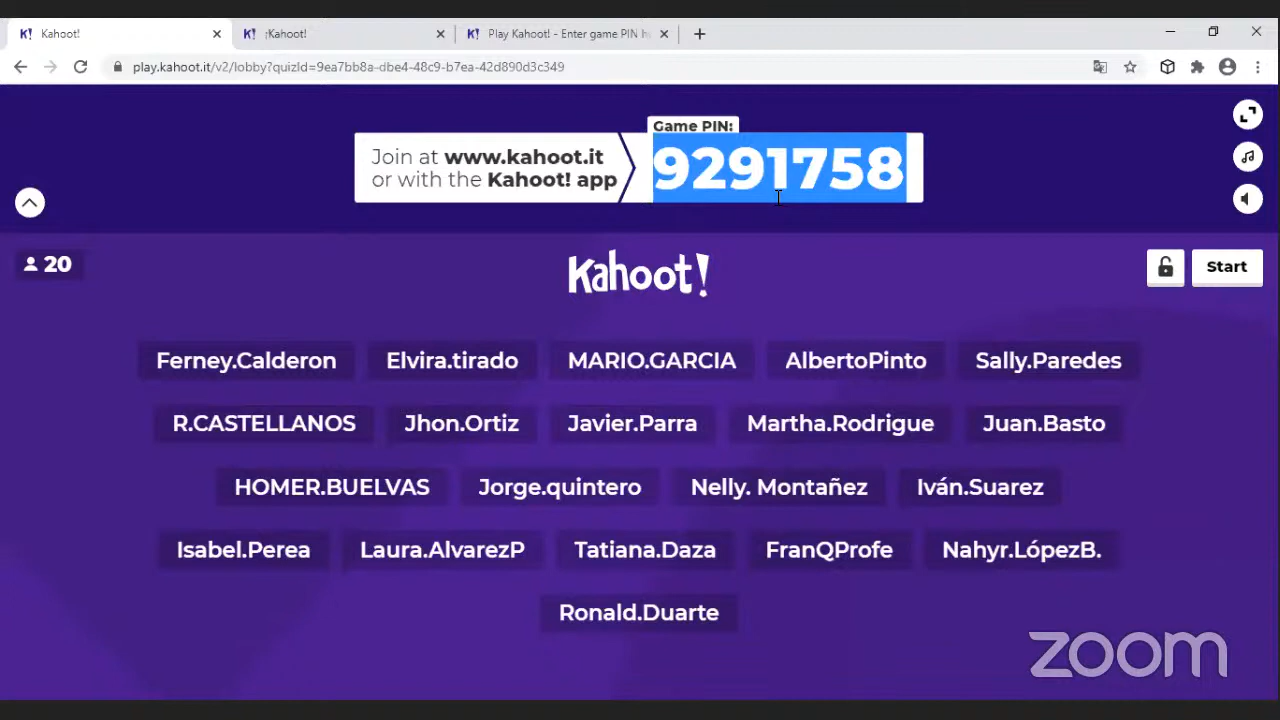 Kahoot!
¡Kahoot!
Play Kahoot! - Enter game PIN h
play.kahoot.it/v2/lobby?quizId=9ea7bb8a-dbe4-48c9-b7ea-42d890d3c349
Game PIN:
Join at www.kahoot.it
or with the Kahoot! app
9291758
20
Kahoot!
Start
Ferney.Calderon Elvira.tirado MARIO.GARCIA AlbertoPinto Sally.Paredes
R.CASTELLANOS Jhon.Ortiz Javier.Parra Martha.Rodrigue Juan.Basto
HOMER.BUELVAS Jorge.quintero Nelly. Montañez Iván.Suarez
Isabel.Perea Laura.AlvarezP Tatiana.Daza FranQProfe Nahyr.LópezB.
Ronald.Duarte
zoom